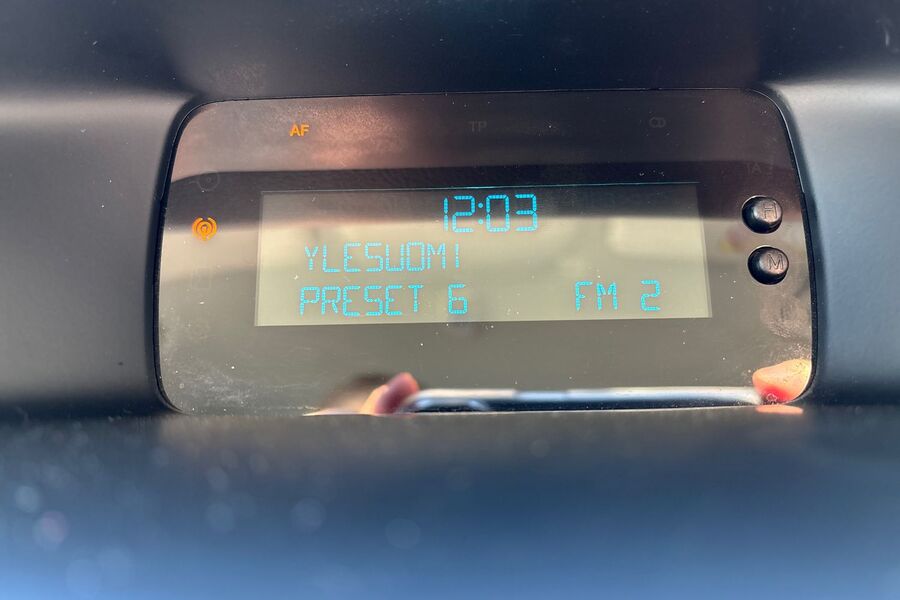 AF TP CD
12:03
H
YLESUOMI
M
PRESET 6 FM 2